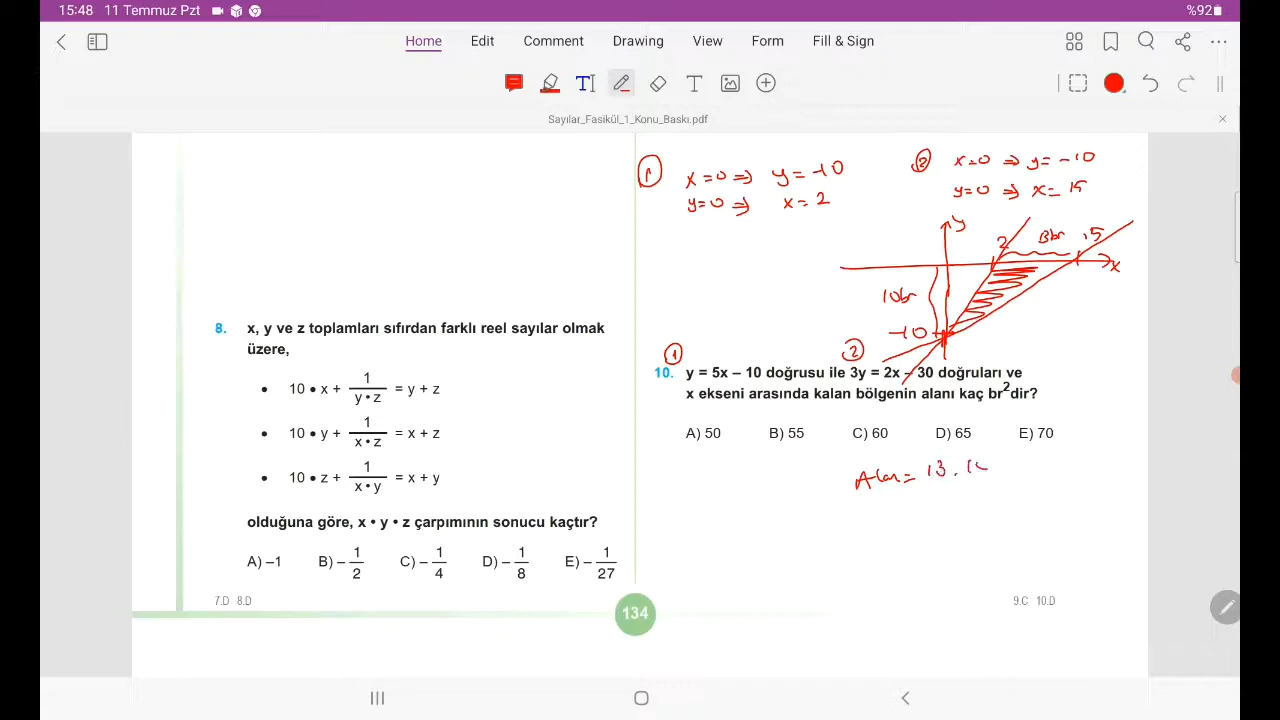 15:48 11 Temmuz Pzt
%92
Home Edit Comment Drawing View Form Fill & Sign
Sayılar_Fasikül_1_Konu_Baskı.pdf
8. x, y ve z toplamları sıfırdan farklı reel sayılar olmak
üzere,
• 10 • x + 1/(y • z) = y + z
• 10 • y + 1/(x • z) = x + z
• 10 • z + 1/(x • y) = x + y
olduğuna göre, x • y • z çarpımının sonucu kaçtır?
A) –1 B) –1/2 C) –1/4 D) –1/8 E) –1/27
7.D 8.D
134
1
x=0 ⇒ y = -10
y=0 ⇒ x = 2
2
x=0 ⇒ y = -10
y=0 ⇒ x = 15
y
2 13br 15
x
10br
-10
1 2
10. y = 5x – 10 doğrusu ile 3y = 2x – 30 doğruları ve
x ekseni arasında kalan bölgenin alanı kaç br²dir?
A) 50 B) 55 C) 60 D) 65 E) 70
Alan = 13 . 1
9.C 10.D